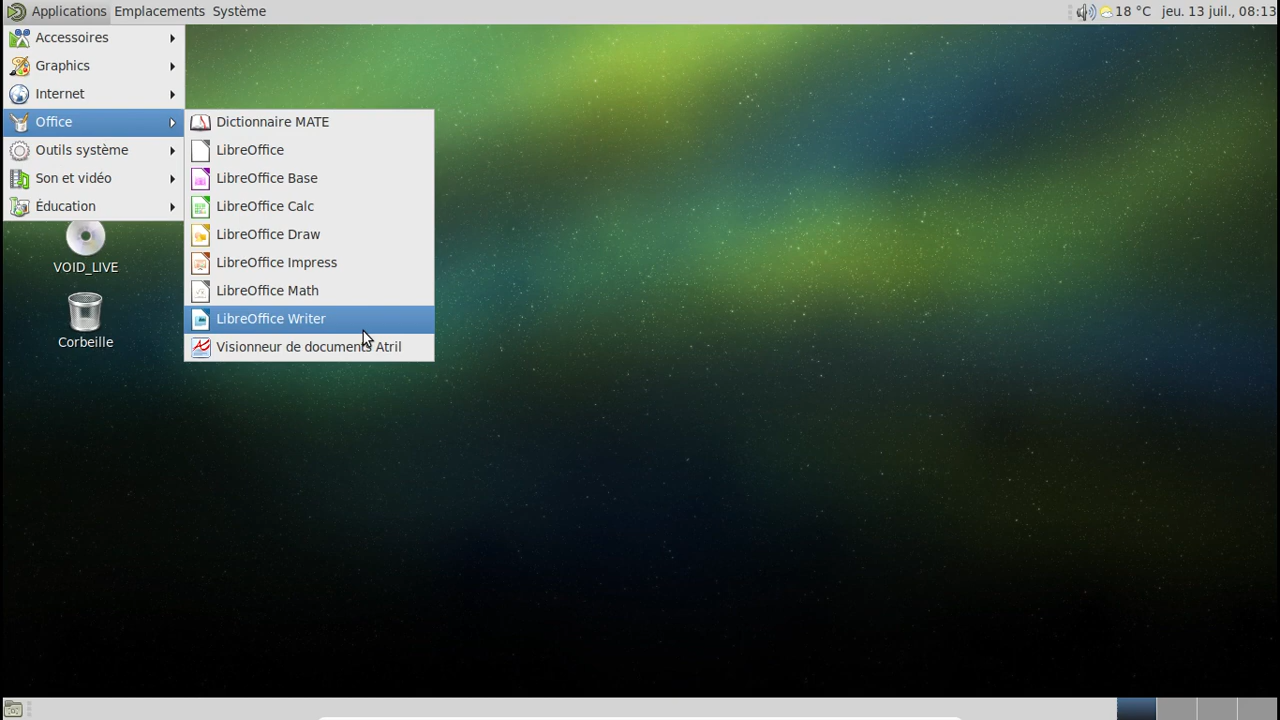 Applications Emplacements Système 18 °C jeu. 13 juil., 08:13
Accessoires
Graphics
Internet
Office
Outils système
Son et vidéo
Éducation
Dictionnaire MATE
LibreOffice
LibreOffice Base
LibreOffice Calc
LibreOffice Draw
LibreOffice Impress
LibreOffice Math
LibreOffice Writer
Visionneur de documents Atril
VOID_LIVE
Corbeille